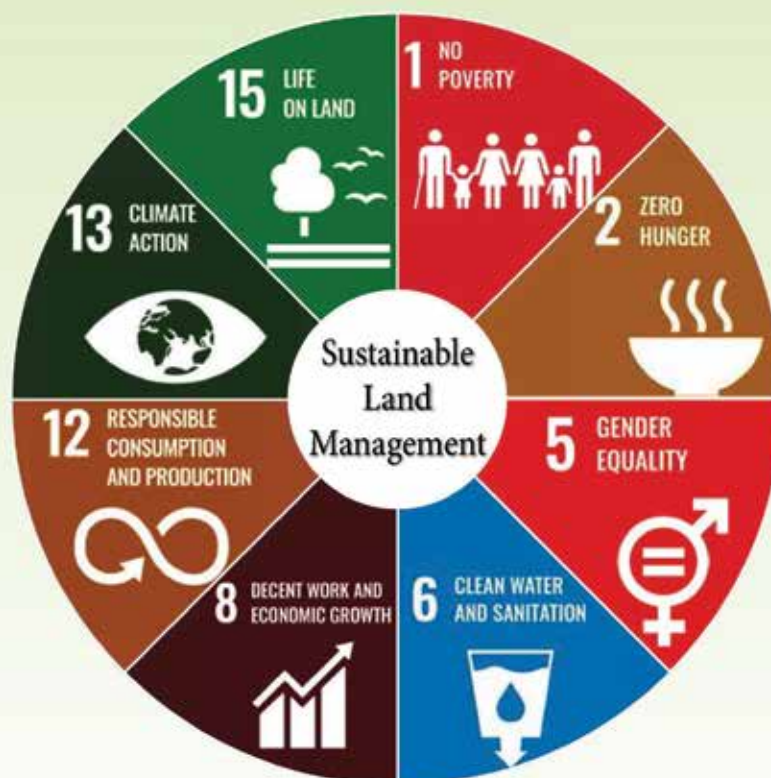 1 NO
POVERTY
2 ZERO
HUNGER
5 GENDER
EQUALITY
6 CLEAN WATER
AND SANITATION
8 DECENT WORK AND
ECONOMIC GROWTH
12 RESPONSIBLE
CONSUMPTION
AND PRODUCTION
13 CLIMATE
ACTION
15 LIFE
ON LAND
Sustainable
Land
Management